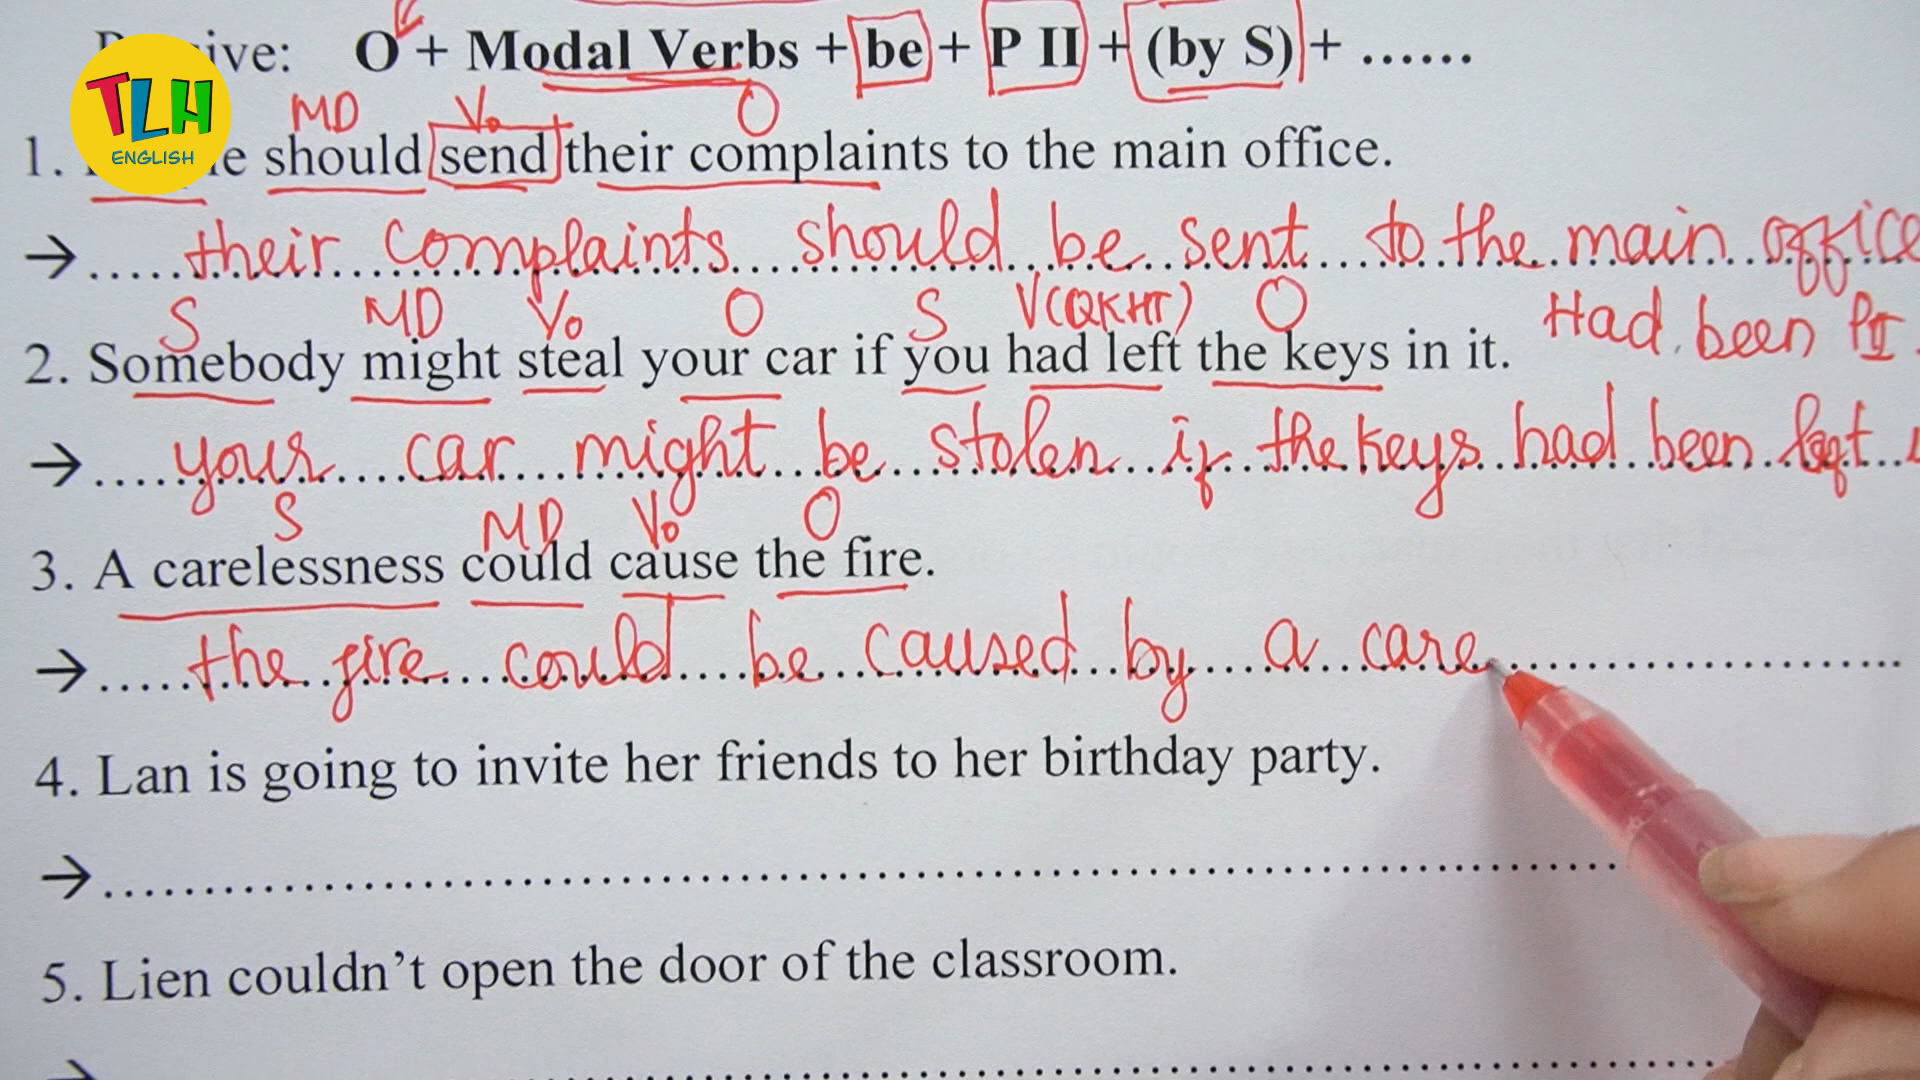 ive: O + Modal Verbs + be + P II + (by S) + ......
TLH
ENGLISH
MD Vo O
1. should send their complaints to the main office.
→ their complaints should be sent to the main office
S MD Vo O S V(QKHT) O Had been PII
2. Somebody might steal your car if you had left the keys in it.
→ your car might be stolen if the keys had been left
S MD Vo O
3. A carelessness could cause the fire.
→ the fire could be caused by a care
4. Lan is going to invite her friends to her birthday party.
→
5. Lien couldn't open the door of the classroom.
→